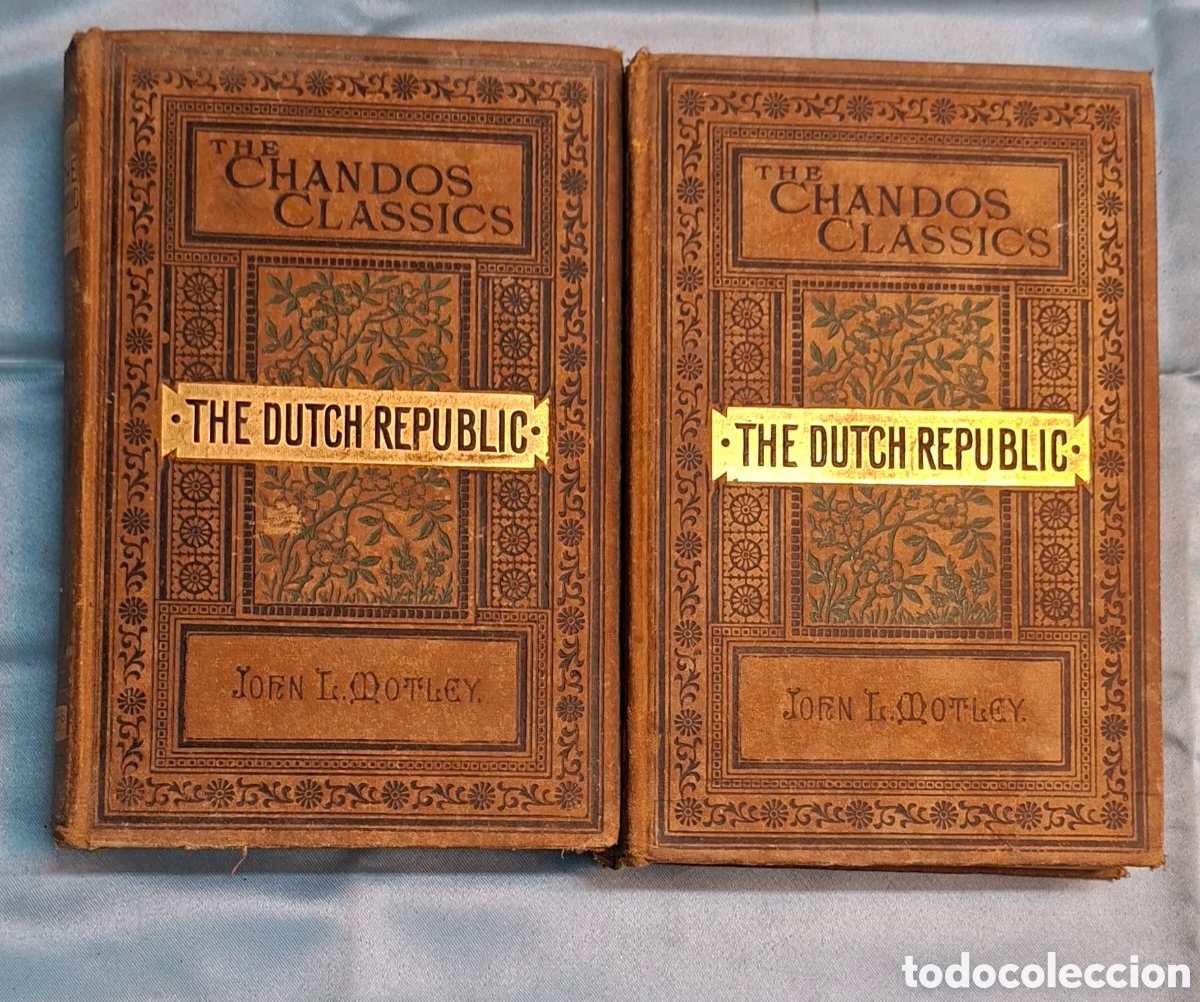 THE
CHANDOS
CLASSICS
·THE DUTCH REPUBLIC·
JOHN L. MOTLEY.
THE
CHANDOS
CLASSICS
·THE DUTCH REPUBLIC·
JOHN L. MOTLEY.
todocoleccion